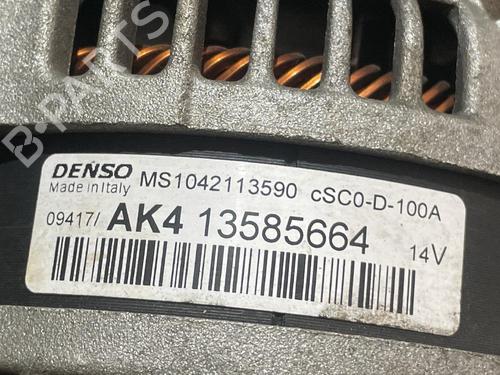 B-PARTS
DENSO MS1042113590 cSC0-D-100A
Made in Italy
09417/ AK4 13585664 14V